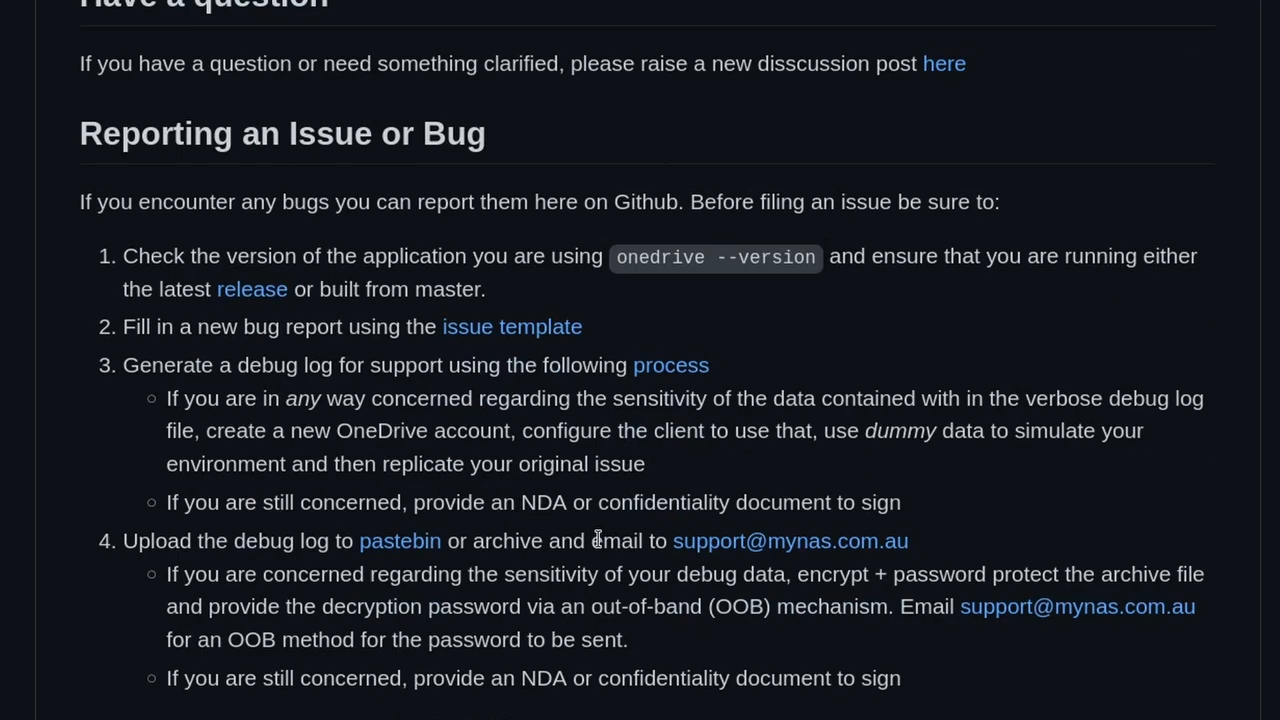 Have a question
If you have a question or need something clarified, please raise a new disscussion post here
Reporting an Issue or Bug
If you encounter any bugs you can report them here on Github. Before filing an issue be sure to:
1. Check the version of the application you are using onedrive --version and ensure that you are running either
the latest release or built from master.
2. Fill in a new bug report using the issue template
3. Generate a debug log for support using the following process
○ If you are in any way concerned regarding the sensitivity of the data contained with in the verbose debug log
file, create a new OneDrive account, configure the client to use that, use dummy data to simulate your
environment and then replicate your original issue
○ If you are still concerned, provide an NDA or confidentiality document to sign
4. Upload the debug log to pastebin or archive and email to support@mynas.com.au
○ If you are concerned regarding the sensitivity of your debug data, encrypt + password protect the archive file
and provide the decryption password via an out-of-band (OOB) mechanism. Email support@mynas.com.au
for an OOB method for the password to be sent.
○ If you are still concerned, provide an NDA or confidentiality document to sign